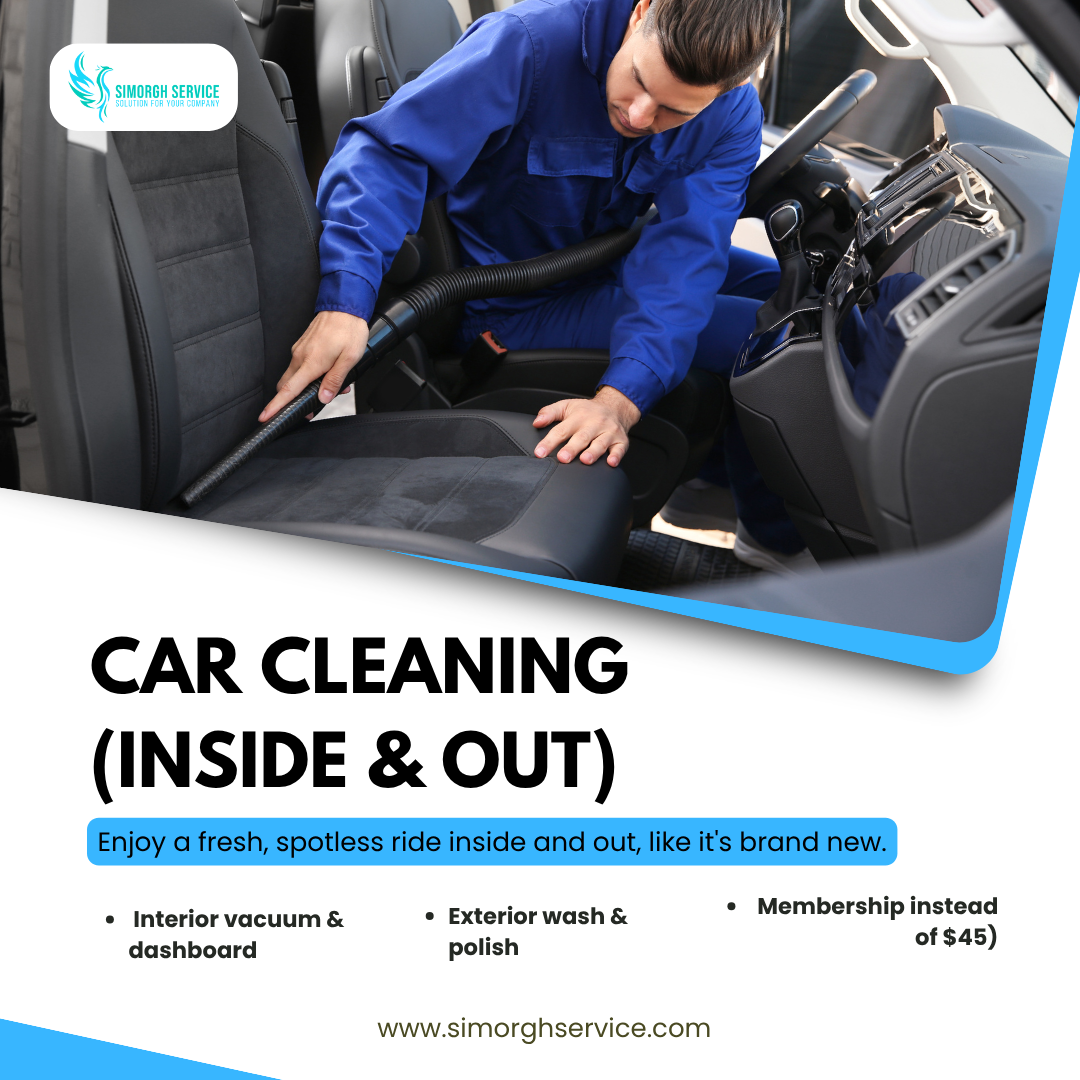 SIMORGH SERVICE
SOLUTION FOR YOUR COMPANY
CAR CLEANING
(INSIDE & OUT)
Enjoy a fresh, spotless ride inside and out, like it's brand new.
• Interior vacuum &
dashboard
• Exterior wash &
polish
• Membership instead
of $45)
www.simorghservice.com